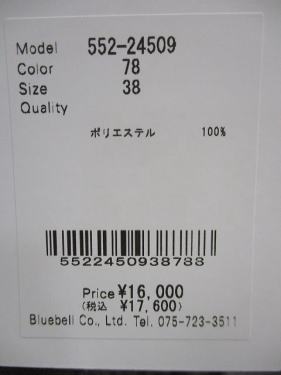 Model 552-24509
Color 78
Size 38
Quality
ポリエステル 100%
5522450938788
Price ¥16,000
(税込 ¥17,600)
Bluebell Co., Ltd. Tel. 075-723-3511